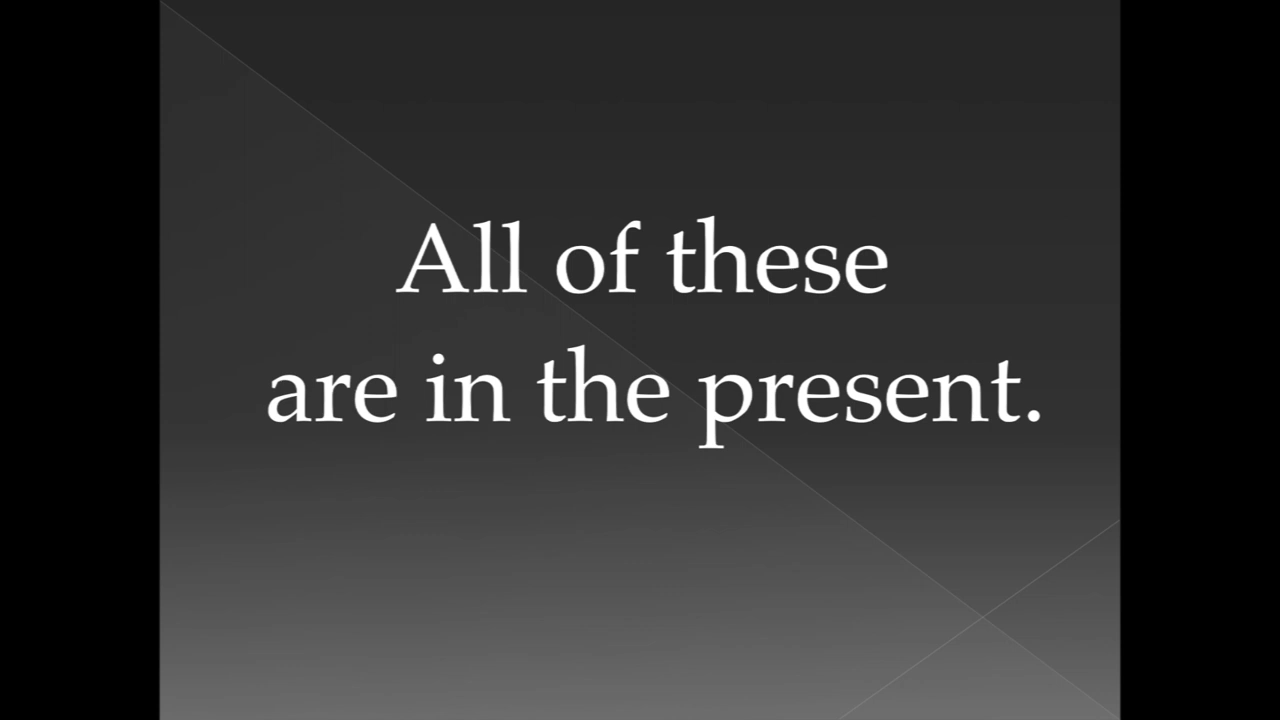 All of these
are in the present.